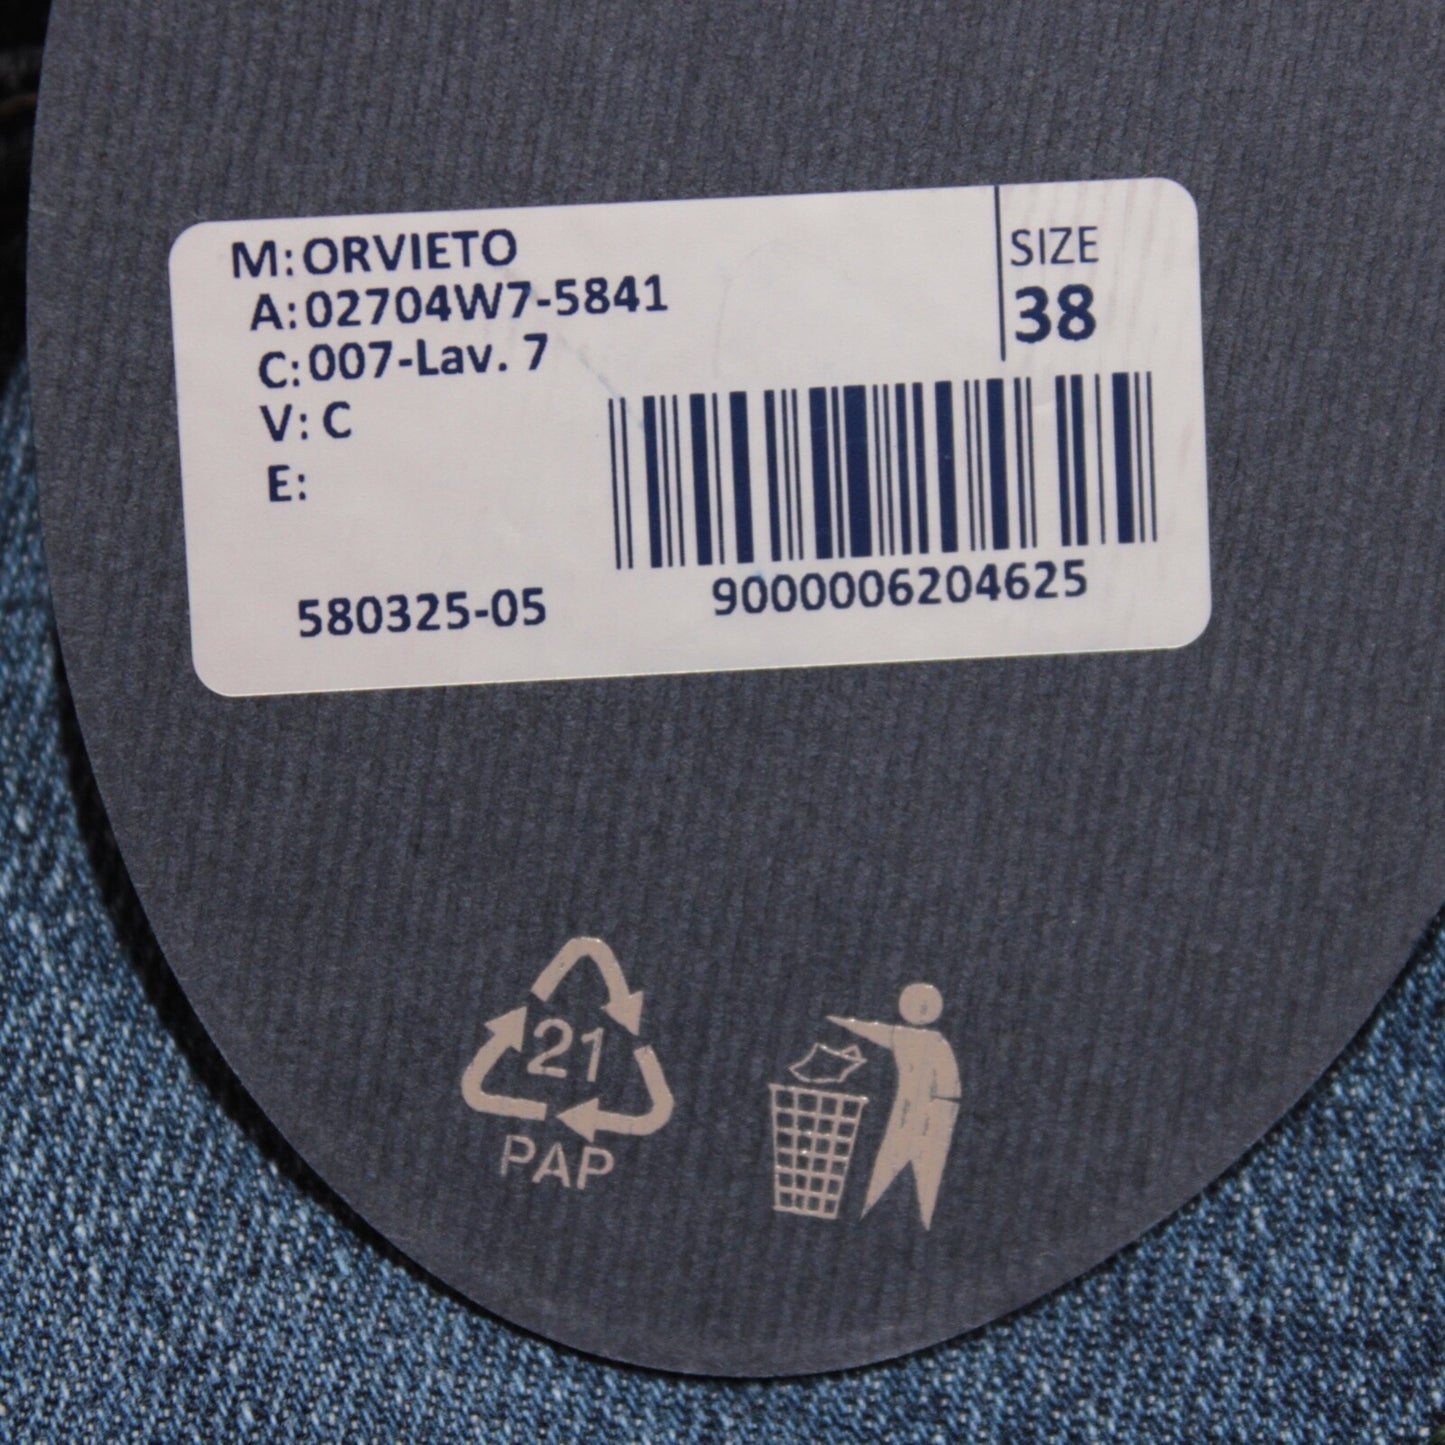 M: ORVIETO
A: 02704W7-5841
C: 007-Lav. 7
V: C
E:
SIZE
38
580325-05
9000006204625
21
PAP